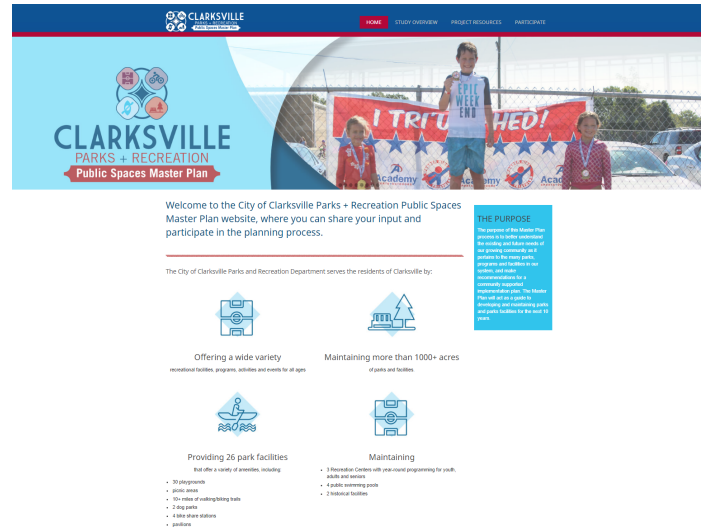 CLARKSVILLE
PARKS + RECREATION
Public Spaces Master Plan
HOME STUDY OVERVIEW PROJECT RESOURCES PARTICIPATE
CLARKSVILLE
PARKS + RECREATION
Public Spaces Master Plan
EPIC
WEEK
END
I TRI HED!
Academy
Academy
Acad
Welcome to the City of Clarksville Parks + Recreation Public Spaces
Master Plan website, where you can share your input and
participate in the planning process.
The City of Clarksville Parks and Recreation Department serves the residents of Clarksville by:
Offering a wide variety
recreational facilities, programs, activities and events for all ages
Maintaining more than 1000+ acres
of parks and facilities.
Providing 26 park facilities
that offer a variety of amenities, including:
• 30 playgrounds
• picnic areas
• 10+ miles of walking/biking trails
• 2 dog parks
• 4 bike share stations
• pavilions
Maintaining
• 3 Recreation Centers with year-round programming for youth,
adults and seniors
• 4 public swimming pools
• 2 historical facilities
THE PURPOSE
The purpose of this Master Plan
process is to better understand
the existing and future needs of
our growing community as it
pertains to the many parks,
programs and facilities in our
system, and make
recommendations for a
community supported
implementation plan. The Master
Plan will act as a guide to
developing and maintaining parks
and parks facilities for the next 10
years.